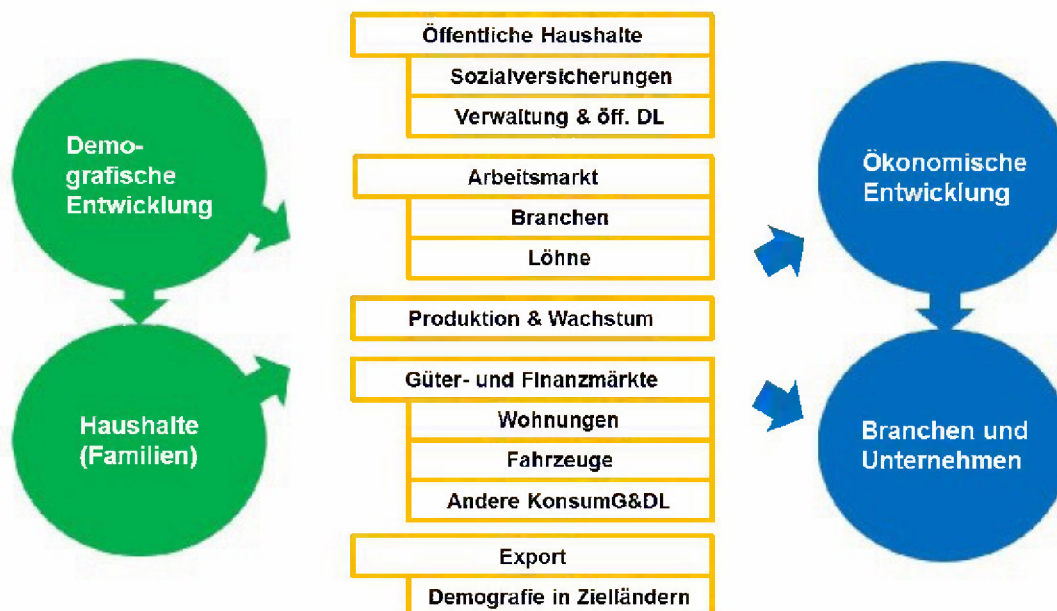 Demo-
grafische
Entwicklung
Haushalte
(Familien)
Öffentliche Haushalte
Sozialversicherungen
Verwaltung & öff. DL
Arbeitsmarkt
Branchen
Löhne
Produktion & Wachstum
Güter- und Finanzmärkte
Wohnungen
Fahrzeuge
Andere KonsumG&DL
Export
Demografie in Zielländern
Ökonomische
Entwicklung
Branchen und
Unternehmen